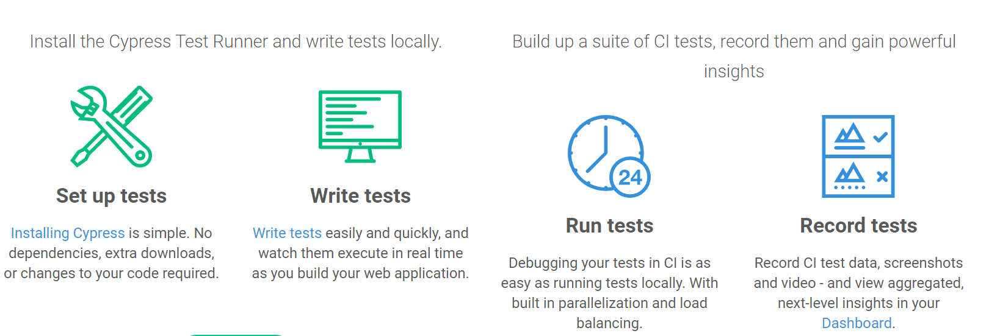 Install the Cypress Test Runner and write tests locally.
Set up tests
Installing Cypress is simple. No
dependencies, extra downloads,
or changes to your code required.
Write tests
Write tests easily and quickly, and
watch them execute in real time
as you build your web application.
Build up a suite of CI tests, record them and gain powerful
insights
24
Run tests
Debugging your tests in CI is as
easy as running tests locally. With
built in parallelization and load
balancing.
Record tests
Record CI test data, screenshots
and video - and view aggregated,
next-level insights in your
Dashboard.